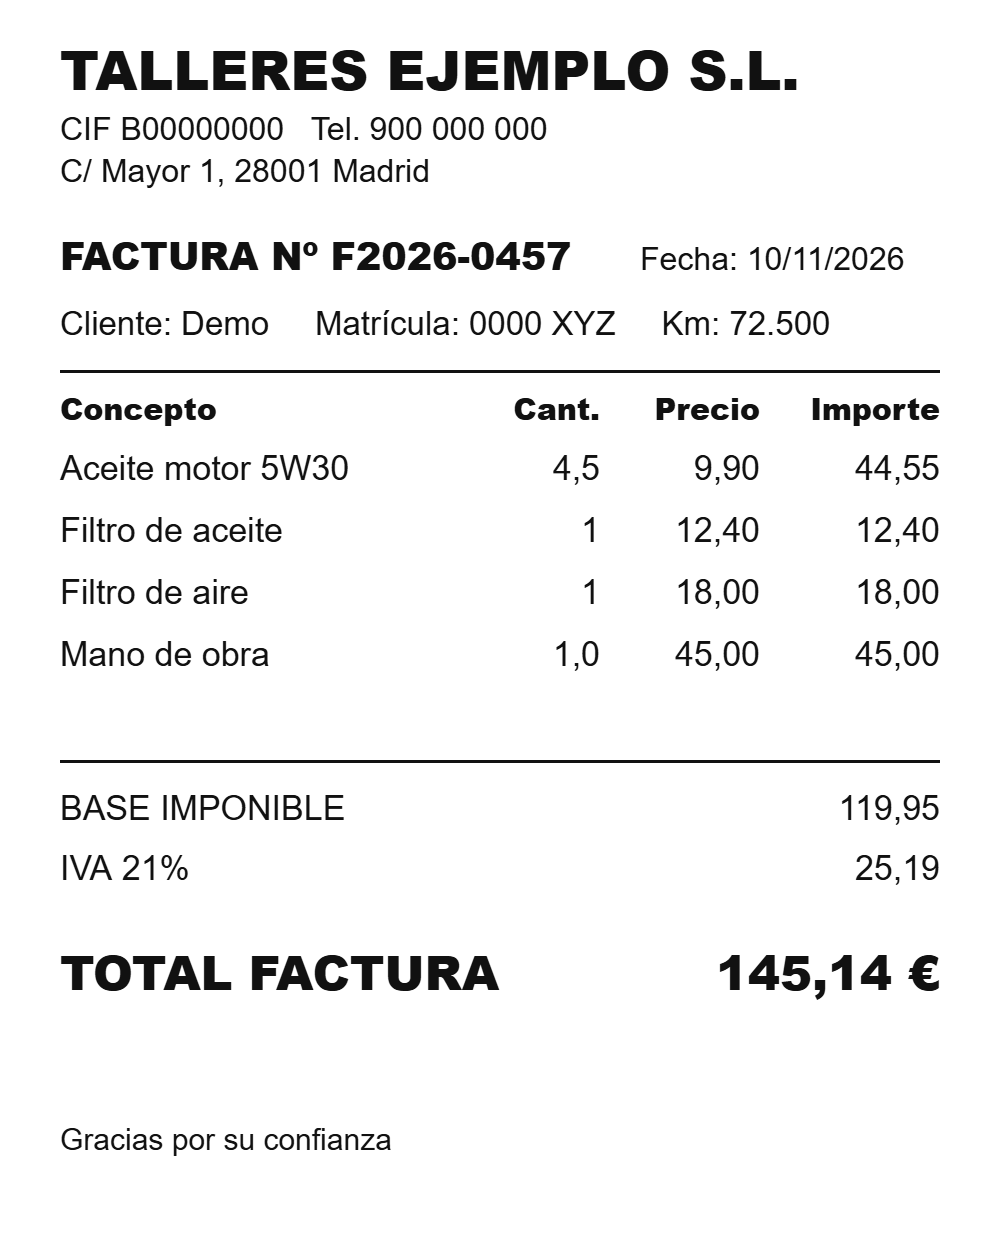 TALLERES EJEMPLO S.L.
CIF B00000000 Tel. 900 000 000
C/ Mayor 1, 28001 Madrid
FACTURA Nº F2026-0457 Fecha: 10/11/2026
Cliente: Demo Matrícula: 0000 XYZ Km: 72.500
Concepto Cant. Precio Importe
Aceite motor 5W30 4,5 9,90 44,55
Filtro de aceite 1 12,40 12,40
Filtro de aire 1 18,00 18,00
Mano de obra 1,0 45,00 45,00
BASE IMPONIBLE 119,95
IVA 21% 25,19
TOTAL FACTURA 145,14 €
Gracias por su confianza